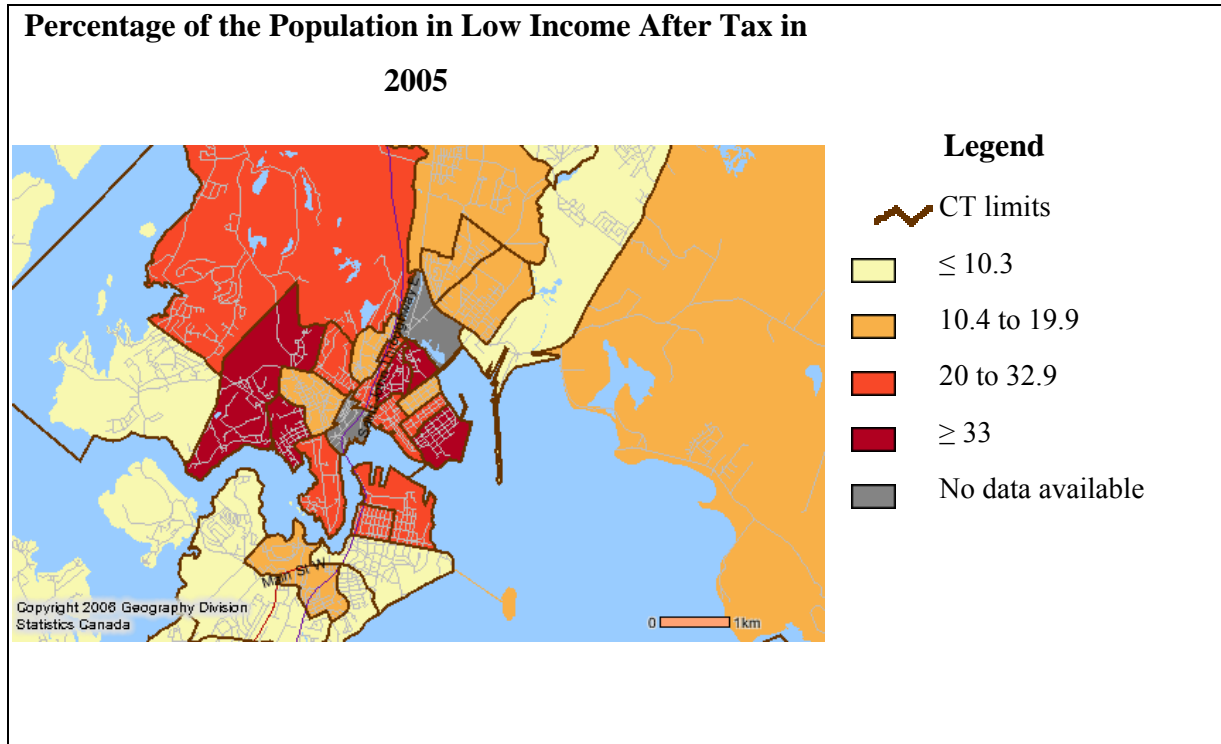 Percentage of the Population in Low Income After Tax in
2005
Legend
CT limits
≤ 10.3
10.4 to 19.9
20 to 32.9
≥ 33
No data available
Main St W
Copyright 2006 Geography Division
Statistics Canada
0 1km